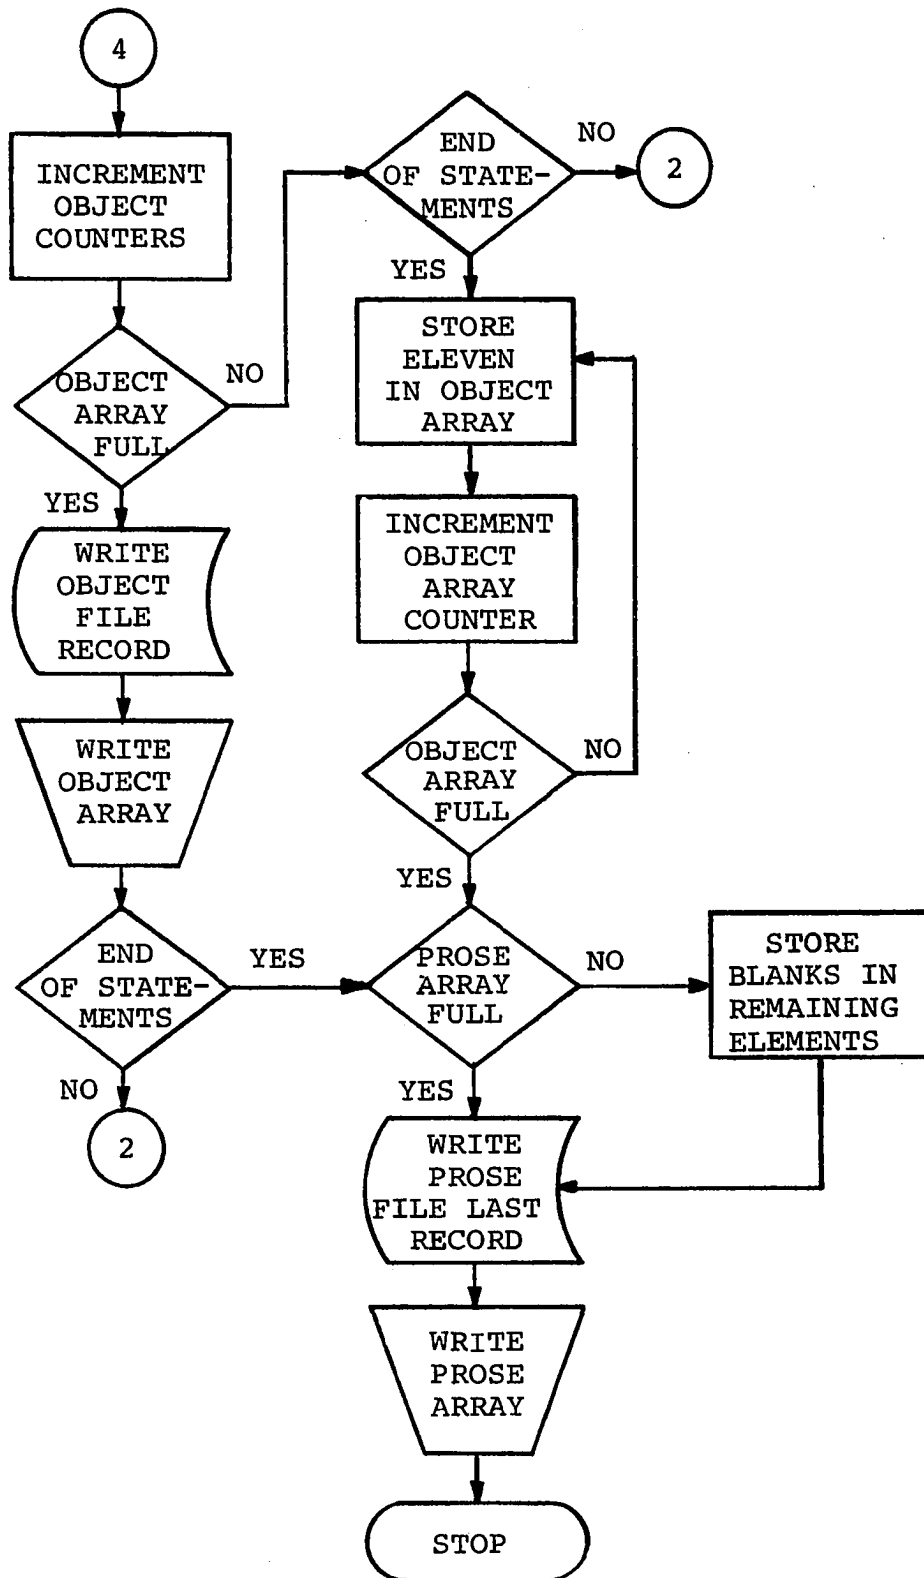 4
INCREMENT
OBJECT
COUNTERS
OBJECT
ARRAY
FULL
NO
YES
WRITE
OBJECT
FILE
RECORD
WRITE
OBJECT
ARRAY
END
OF STATE-
MENTS
YES
NO
2
END
OF STATE-
MENTS
NO
2
YES
STORE
ELEVEN
IN OBJECT
ARRAY
INCREMENT
OBJECT
ARRAY
COUNTER
OBJECT
ARRAY
FULL
NO
YES
PROSE
ARRAY
FULL
NO
STORE
BLANKS IN
REMAINING
ELEMENTS
YES
WRITE
PROSE
FILE LAST
RECORD
WRITE
PROSE
ARRAY
STOP